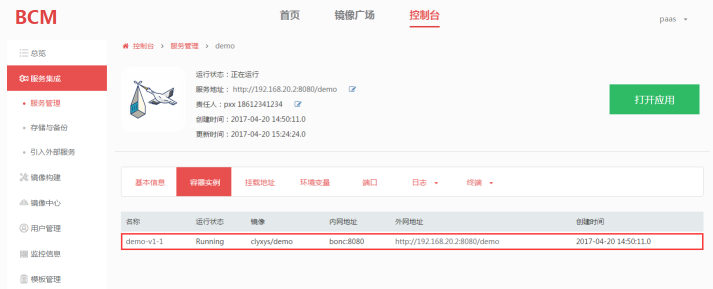 BCM
首页 镜像广场 控制台
paas
总览
服务集成
服务管理
存储与备份
引入外部服务
镜像构建
镜像中心
用户管理
监控信息
模板管理
控制台 > 服务管理 > demo
运行状态：正在运行
服务地址： http://192.168.20.2:8080/demo
责任人：pxx 18612341234
创建时间：2017-04-20 14:50:11.0
更新时间：2017-04-20 15:24:24.0
打开应用
基本信息 容器实例 挂载地址 环境变量 端口 日志 终端
名称 运行状态 镜像 内网地址 外网地址 创建时间
demo-v1-1 Running clyxys/demo bonc:8080 http://192.168.20.2:8080/demo 2017-04-20 14:50:11.0